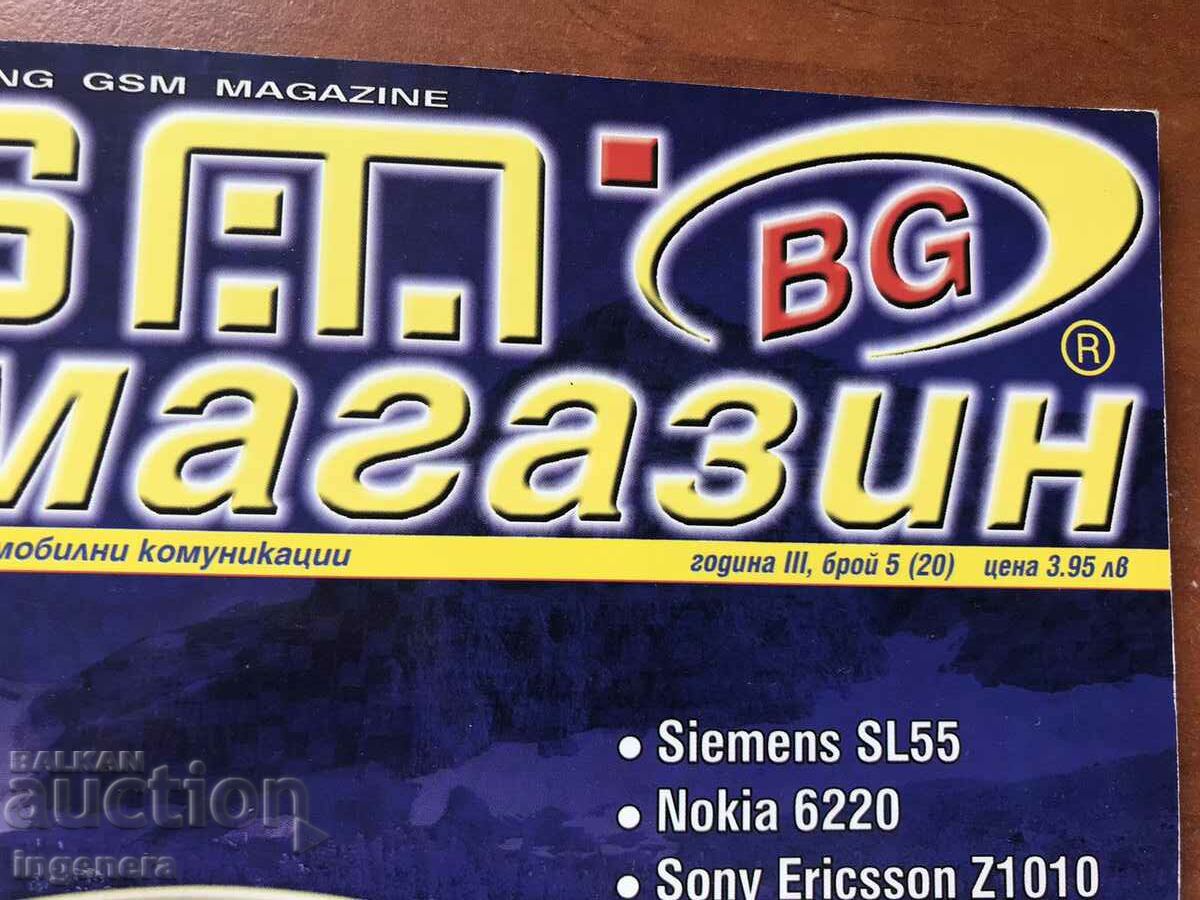 NG GSM MAGAZINE
SM BG ®
магазин
мобилни комуникации година III, брой 5 (20) цена 3.95 лв
• Siemens SL55
• Nokia 6220
• Sony Ericsson Z1010
BALKAN
auction
ingenera